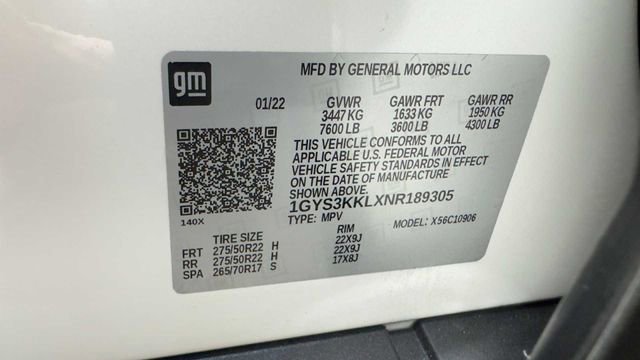 gm
MFD BY GENERAL MOTORS LLC
01/22 GVWR GAWR FRT GAWR RR
3447 KG 1633 KG 1950 KG
7600 LB 3600 LB 4300 LB
THIS VEHICLE CONFORMS TO ALL
APPLICABLE U.S. FEDERAL MOTOR
VEHICLE SAFETY STANDARDS IN EFFECT
ON THE DATE OF MANUFACTURE
SHOWN ABOVE.
1GYS3KKLXNR189305
140X
TYPE: MPV MODEL: X56C10906
TIRE SIZE RIM
FRT 275/50R22 H 22X9J
RR 275/50R22 H 22X9J
SPA 265/70R17 S 17X8J